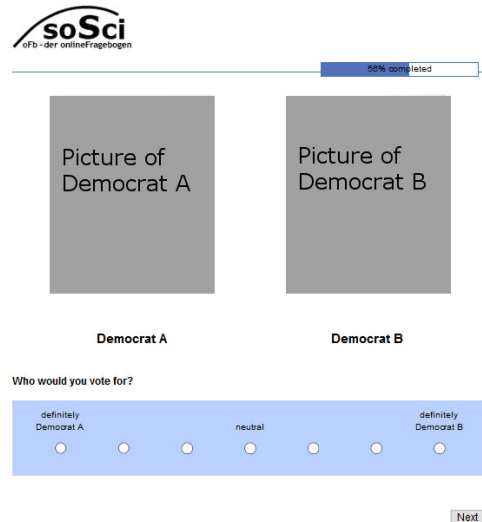 soSci
oFb - der onlineFragebogen
56% completed
Picture of
Democrat A
Picture of
Democrat B
Democrat A
Democrat B
Who would you vote for?
definitely
Democrat A
neutral
definitely
Democrat B
Next